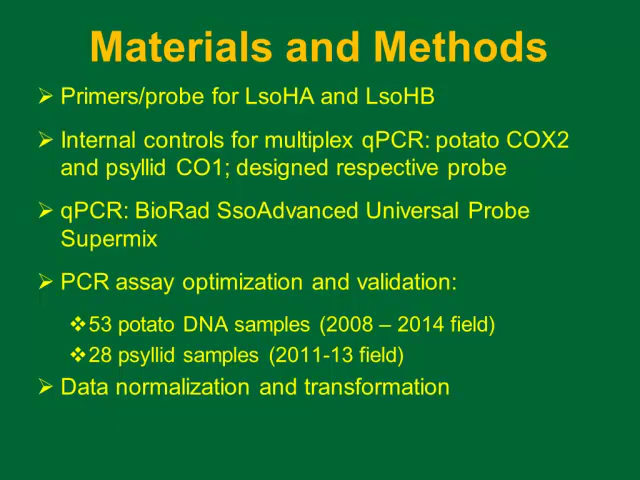 Materials and Methods
➢ Primers/probe for LsoHA and LsoHB
➢ Internal controls for multiplex qPCR: potato COX2
and psyllid CO1; designed respective probe
➢ qPCR: BioRad SsoAdvanced Universal Probe
Supermix
➢ PCR assay optimization and validation:
❖53 potato DNA samples (2008 – 2014 field)
❖28 psyllid samples (2011-13 field)
➢ Data normalization and transformation